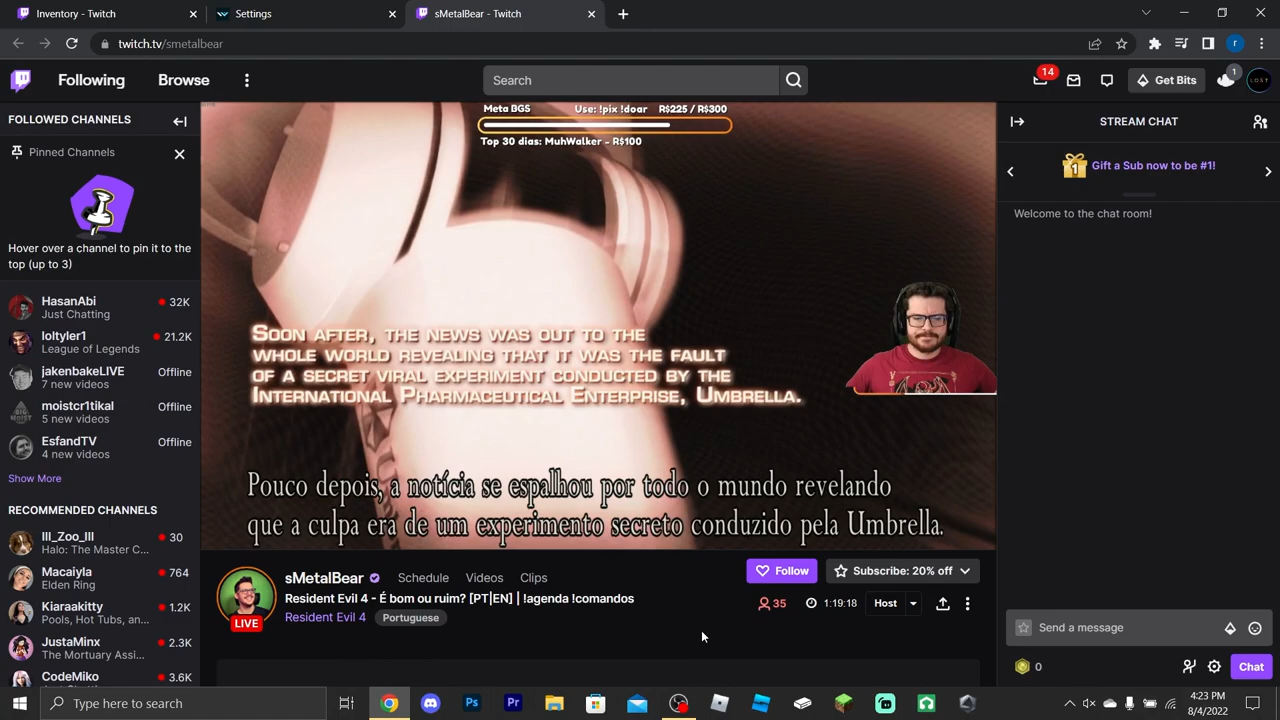 Inventory - Twitch
Settings
sMetalBear - Twitch
twitch.tv/smetalbear
Following
Browse
Search
14
Get Bits
1
LOST
FOLLOWED CHANNELS
Pinned Channels
Hover over a channel to pin it to the
top (up to 3)
HasanAbi 32K
Just Chatting
loltyler1 21.2K
League of Legends
jakenbakeLIVE Offline
7 new videos
moistcr1tikal Offline
5 new videos
EsfandTV Offline
4 new videos
Show More
RECOMMENDED CHANNELS
III_Zoo_III 30
Halo: The Master C...
Macaiyla 764
Elden Ring
Kiaraakitty 1.2K
Pools, Hot Tubs, an...
JustaMinx 2.3K
The Mortuary Assi...
CodeMiko 3.6K
Meta BGS Use: !pix !doar R$225 / R$300
Top 30 dias: MuhWalker - R$100
SOON AFTER, THE NEWS WAS OUT TO THE
WHOLE WORLD REVEALING THAT IT WAS THE FAULT
OF A SECRET VIRAL EXPERIMENT CONDUCTED BY THE
INTERNATIONAL PHARMACEUTICAL ENTERPRISE, UMBRELLA.
Pouco depois, a notícia se espalhou por todo o mundo revelando
que a culpa era de um experimento secreto conduzido pela Umbrella.
LIVE
sMetalBear Schedule Videos Clips
Resident Evil 4 - É bom ou ruim? [PT|EN] | !agenda !comandos
Resident Evil 4 Portuguese
Follow
Subscribe: 20% off
35 1:19:18 Host
STREAM CHAT
1 Gift a Sub now to be #1!
Welcome to the chat room!
Send a message
0
Chat
Type here to search
4:23 PM
8/4/2022